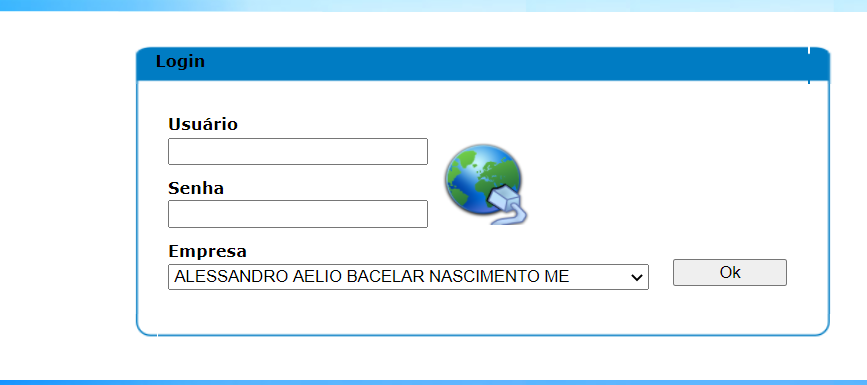 Login
Usuário
Senha
Empresa
ALESSANDRO AELIO BACELAR NASCIMENTO ME
Ok